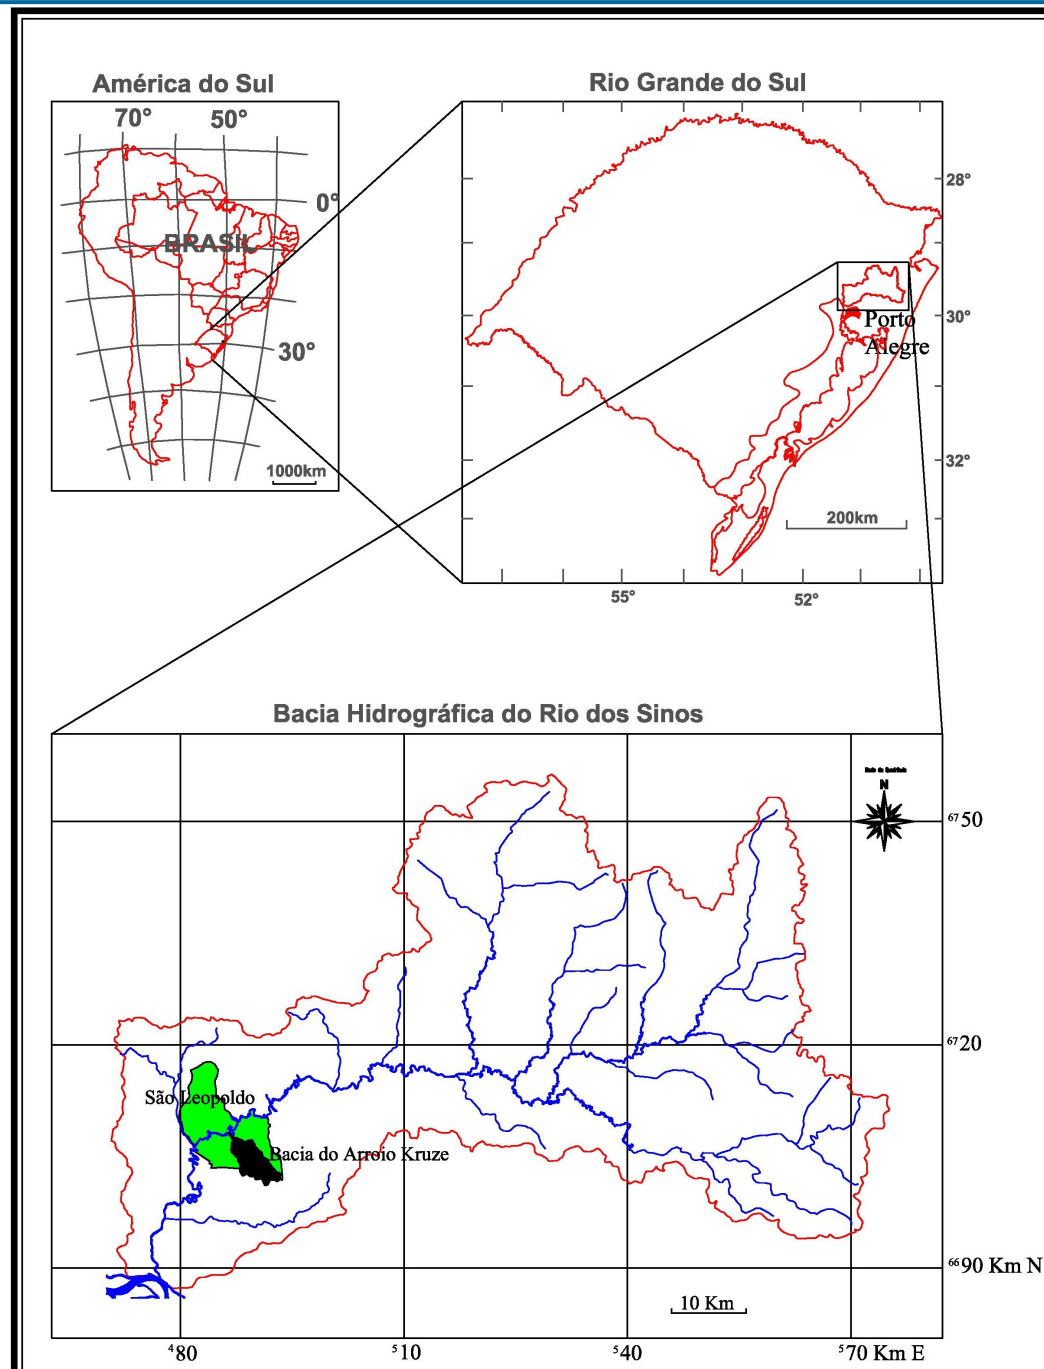 América do Sul
70° 50°
0°
BRASIL
30°
1000km
Rio Grande do Sul
28°
30°
Porto
Alegre
32°
200km
55° 52°
Bacia Hidrográfica do Rio dos Sinos
N
⁶⁷50
⁶⁷20
São Leopoldo
Bacia do Arroio Kruze
⁶⁶90 Km N
10 Km
⁴80 ⁵10 ⁵40 ⁵70 Km E